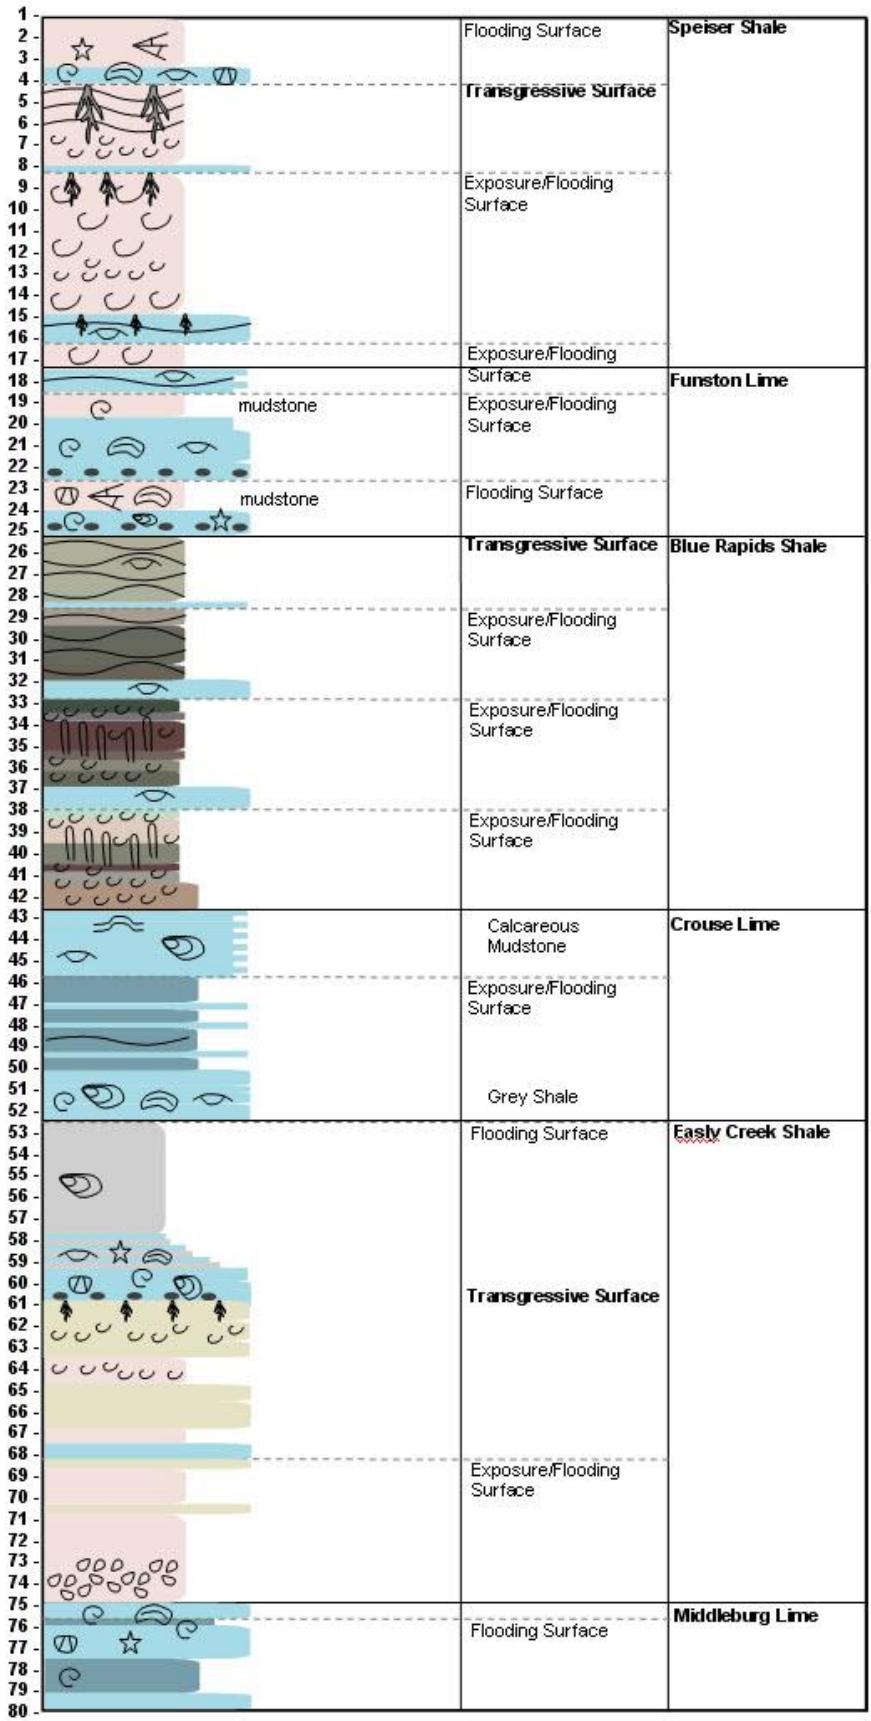 1 -
Flooding Surface
Speiser Shale
2 -
3 -
4 -
Transgressive Surface
5 -
6 -
7 -
8 -
9 -
Exposure/Flooding
Surface
10 -
11 -
12 -
13 -
14 -
15 -
16 -
17 -
Exposure/Flooding
Surface
18 -
Funston Lime
19 -
mudstone
Exposure/Flooding
Surface
20 -
21 -
22 -
23 -
mudstone
Flooding Surface
24 -
25 -
Transgressive Surface
Blue Rapids Shale
26 -
27 -
28 -
29 -
Exposure/Flooding
Surface
30 -
31 -
32 -
33 -
Exposure/Flooding
Surface
34 -
35 -
36 -
37 -
38 -
Exposure/Flooding
Surface
39 -
40 -
41 -
42 -
43 -
Calcareous
Mudstone
Crouse Lime
44 -
45 -
46 -
Exposure/Flooding
Surface
47 -
48 -
49 -
50 -
51 -
Grey Shale
52 -
53 -
Flooding Surface
Easly Creek Shale
54 -
55 -
56 -
57 -
58 -
59 -
60 -
Transgressive Surface
61 -
62 -
63 -
64 -
65 -
66 -
67 -
68 -
69 -
Exposure/Flooding
Surface
70 -
71 -
72 -
73 -
74 -
75 -
Middleburg Lime
76 -
Flooding Surface
77 -
78 -
79 -
80 -